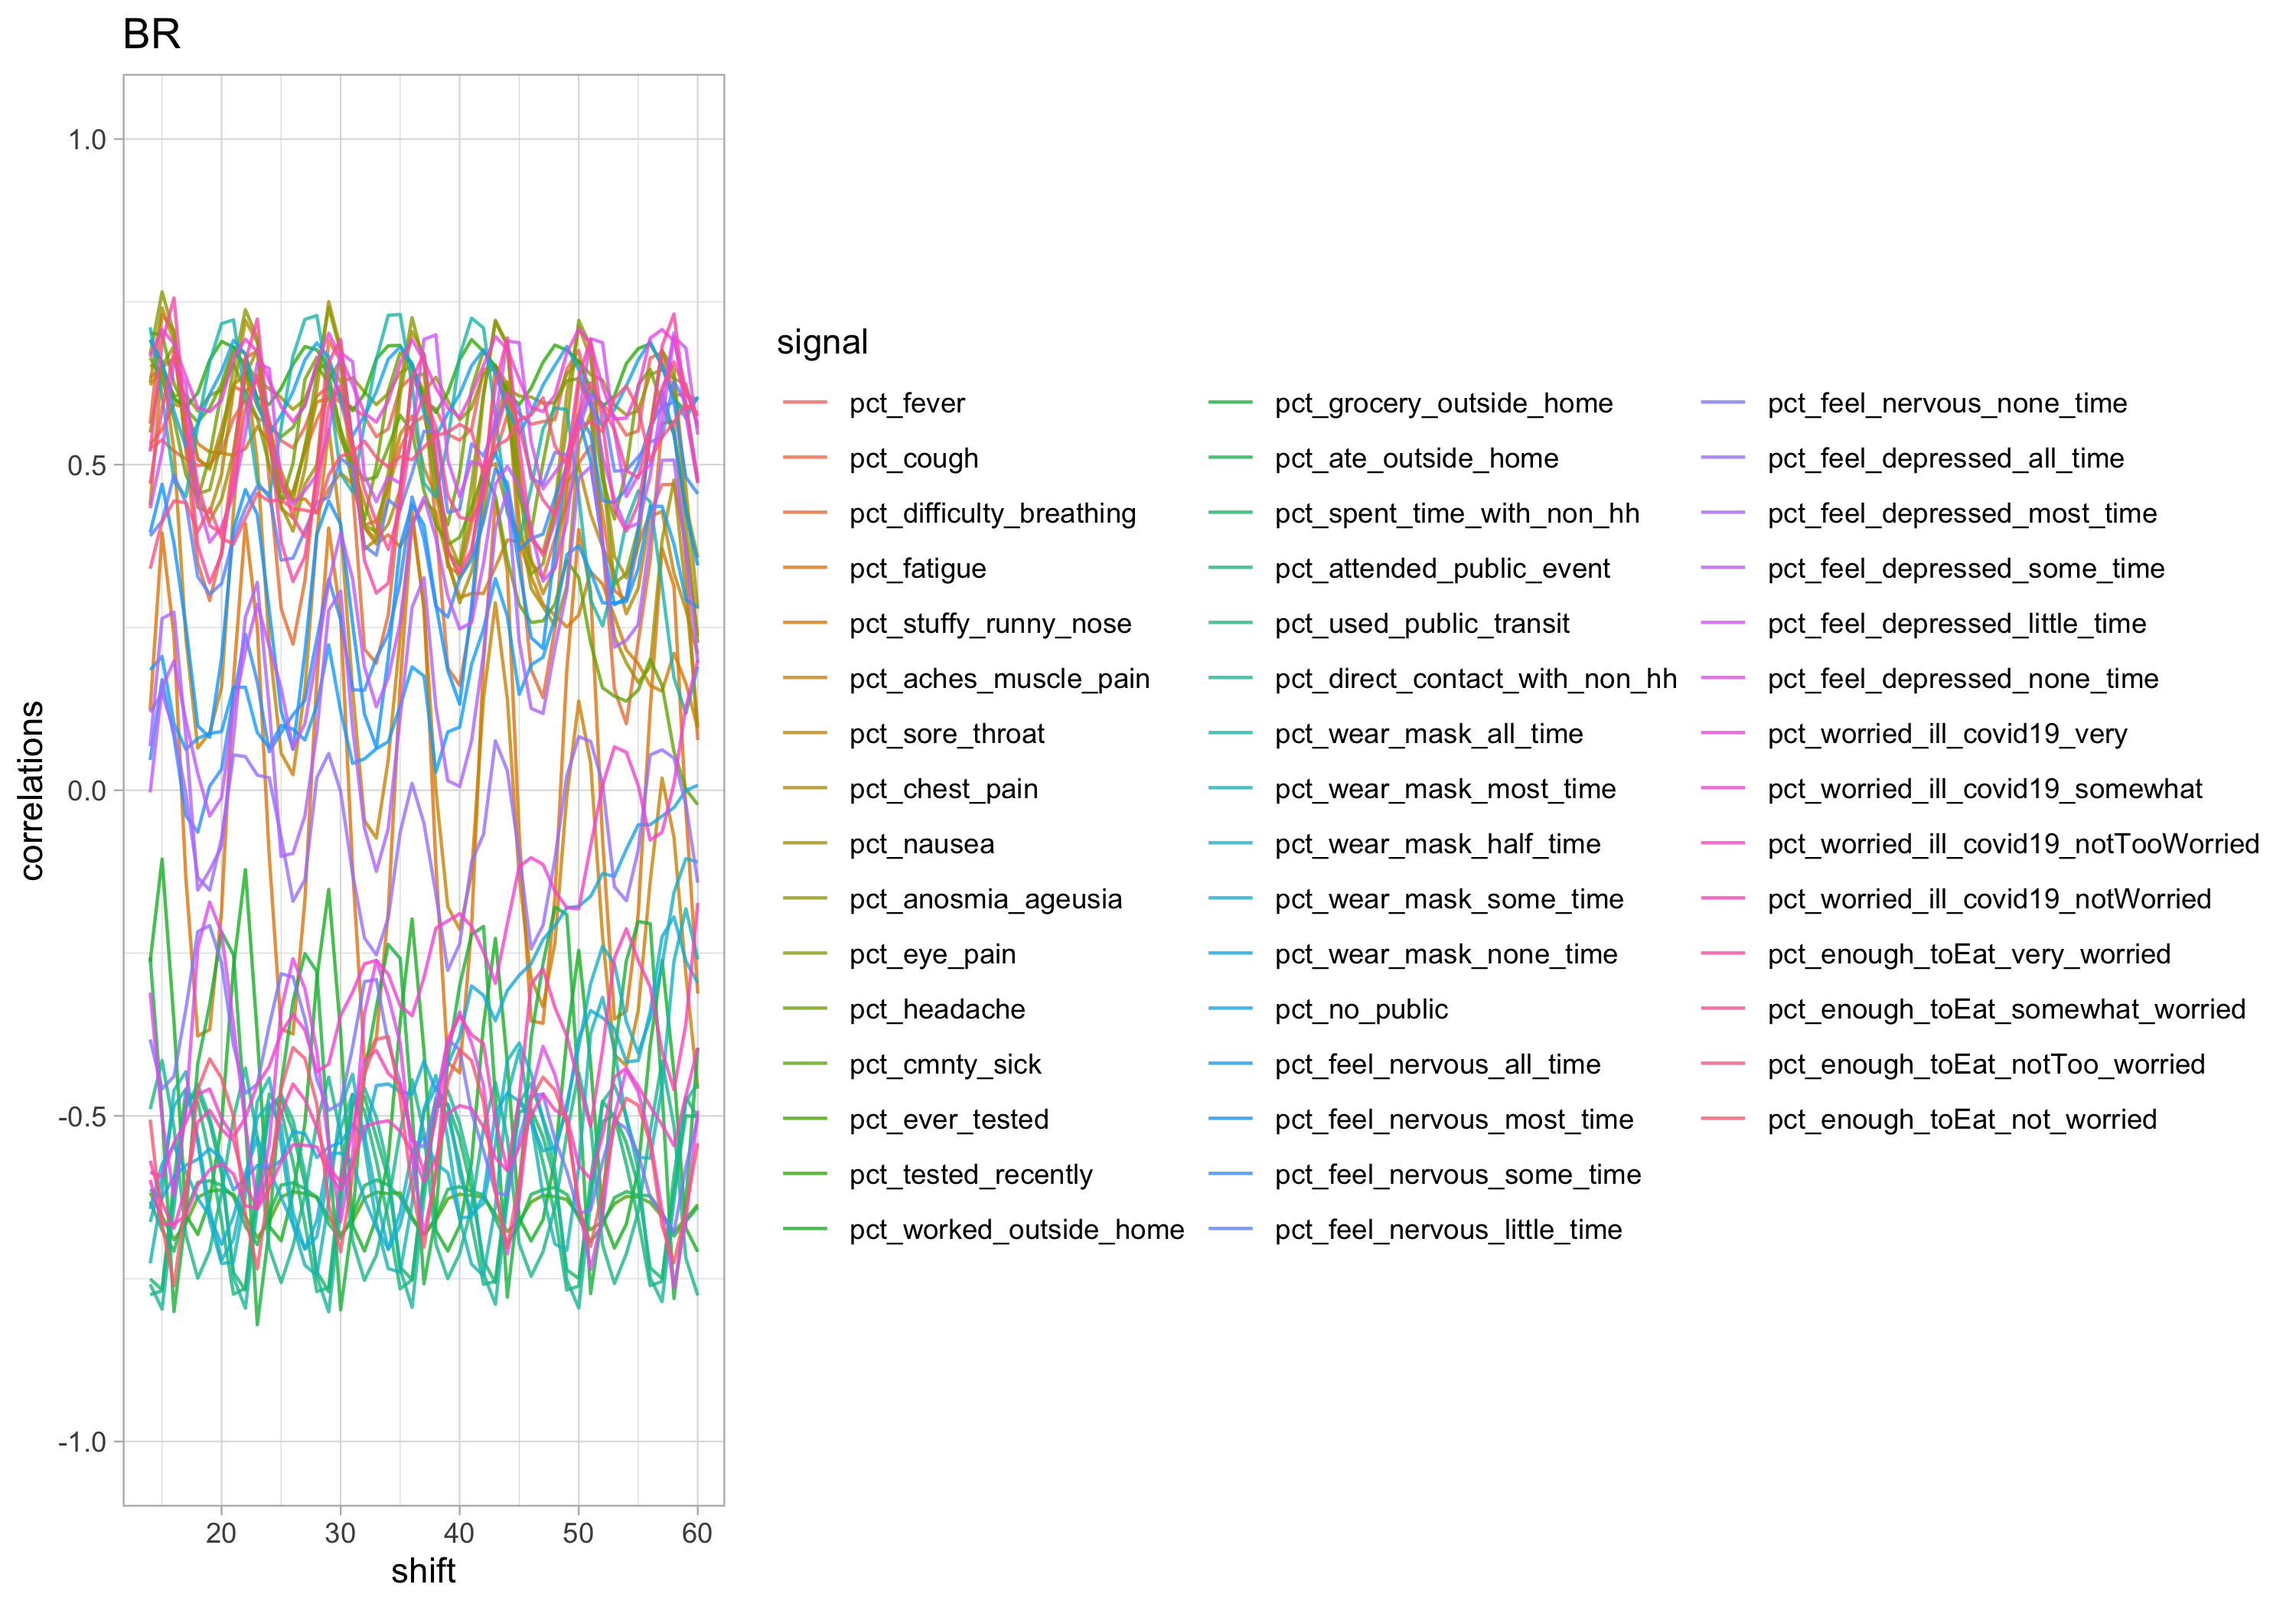 BR
1.0
0.5
0.0
-0.5
-1.0
correlations
20 30 40 50 60
shift
signal
pct_fever
pct_cough
pct_difficulty_breathing
pct_fatigue
pct_stuffy_runny_nose
pct_aches_muscle_pain
pct_sore_throat
pct_chest_pain
pct_nausea
pct_anosmia_ageusia
pct_eye_pain
pct_headache
pct_cmnty_sick
pct_ever_tested
pct_tested_recently
pct_worked_outside_home
pct_grocery_outside_home
pct_ate_outside_home
pct_spent_time_with_non_hh
pct_attended_public_event
pct_used_public_transit
pct_direct_contact_with_non_hh
pct_wear_mask_all_time
pct_wear_mask_most_time
pct_wear_mask_half_time
pct_wear_mask_some_time
pct_wear_mask_none_time
pct_no_public
pct_feel_nervous_all_time
pct_feel_nervous_most_time
pct_feel_nervous_some_time
pct_feel_nervous_little_time
pct_feel_nervous_none_time
pct_feel_depressed_all_time
pct_feel_depressed_most_time
pct_feel_depressed_some_time
pct_feel_depressed_little_time
pct_feel_depressed_none_time
pct_worried_ill_covid19_very
pct_worried_ill_covid19_somewhat
pct_worried_ill_covid19_notTooWorried
pct_worried_ill_covid19_notWorried
pct_enough_toEat_very_worried
pct_enough_toEat_somewhat_worried
pct_enough_toEat_notToo_worried
pct_enough_toEat_not_worried